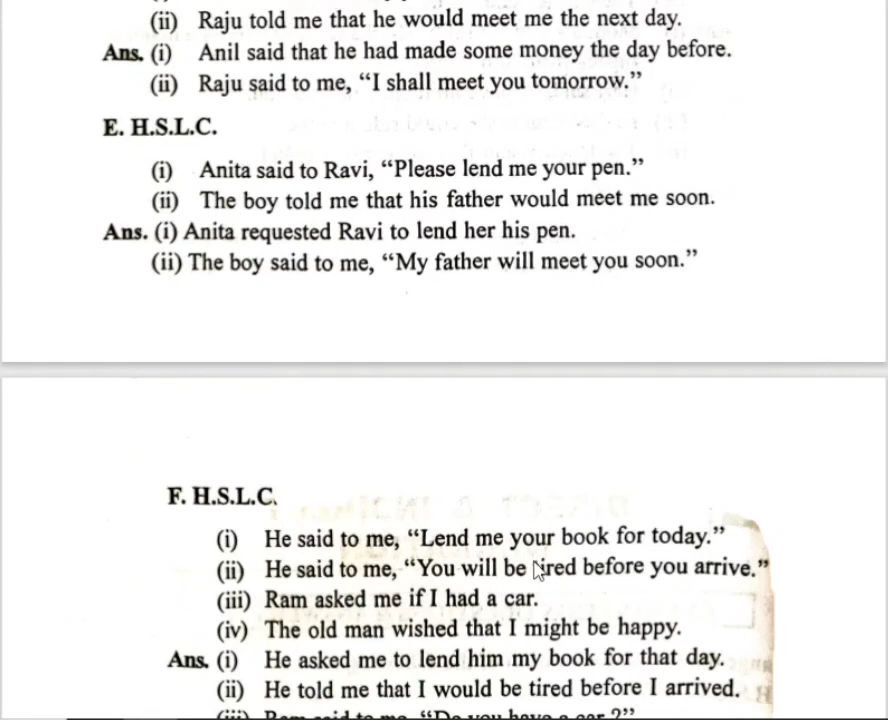 (ii) Raju told me that he would meet me the next day.
Ans. (i) Anil said that he had made some money the day before.
(ii) Raju said to me, “I shall meet you tomorrow.”
E. H.S.L.C.
(i) Anita said to Ravi, “Please lend me your pen.”
(ii) The boy told me that his father would meet me soon.
Ans. (i) Anita requested Ravi to lend her his pen.
(ii) The boy said to me, “My father will meet you soon.”
F. H.S.L.C.
(i) He said to me, “Lend me your book for today.”
(ii) He said to me, “You will be tired before you arrive.”
(iii) Ram asked me if I had a car.
(iv) The old man wished that I might be happy.
Ans. (i) He asked me to lend him my book for that day.
(ii) He told me that I would be tired before I arrived.
(iii) Ram said to me, “Do you have a car ?”